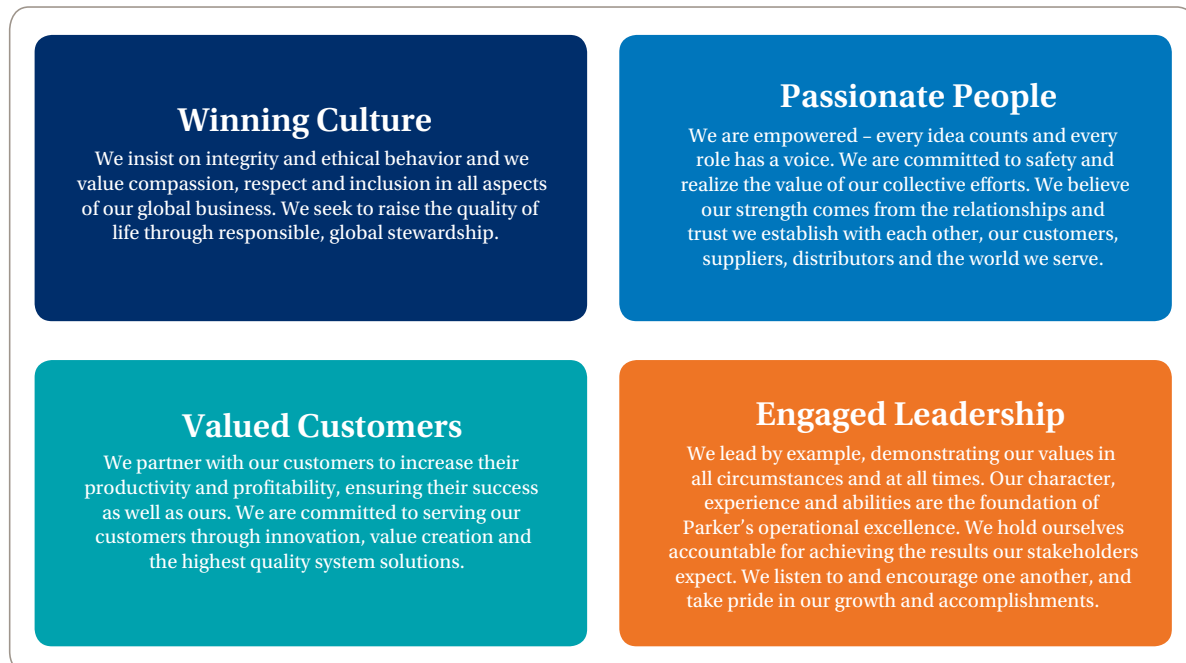 Winning Culture
We insist on integrity and ethical behavior and we
value compassion, respect and inclusion in all aspects
of our global business. We seek to raise the quality of
life through responsible, global stewardship.
Passionate People
We are empowered – every idea counts and every
role has a voice. We are committed to safety and
realize the value of our collective efforts. We believe
our strength comes from the relationships and
trust we establish with each other, our customers,
suppliers, distributors and the world we serve.
Valued Customers
We partner with our customers to increase their
productivity and profitability, ensuring their success
as well as ours. We are committed to serving our
customers through innovation, value creation and
the highest quality system solutions.
Engaged Leadership
We lead by example, demonstrating our values in
all circumstances and at all times. Our character,
experience and abilities are the foundation of
Parker’s operational excellence. We hold ourselves
accountable for achieving the results our stakeholders
expect. We listen to and encourage one another, and
take pride in our growth and accomplishments.